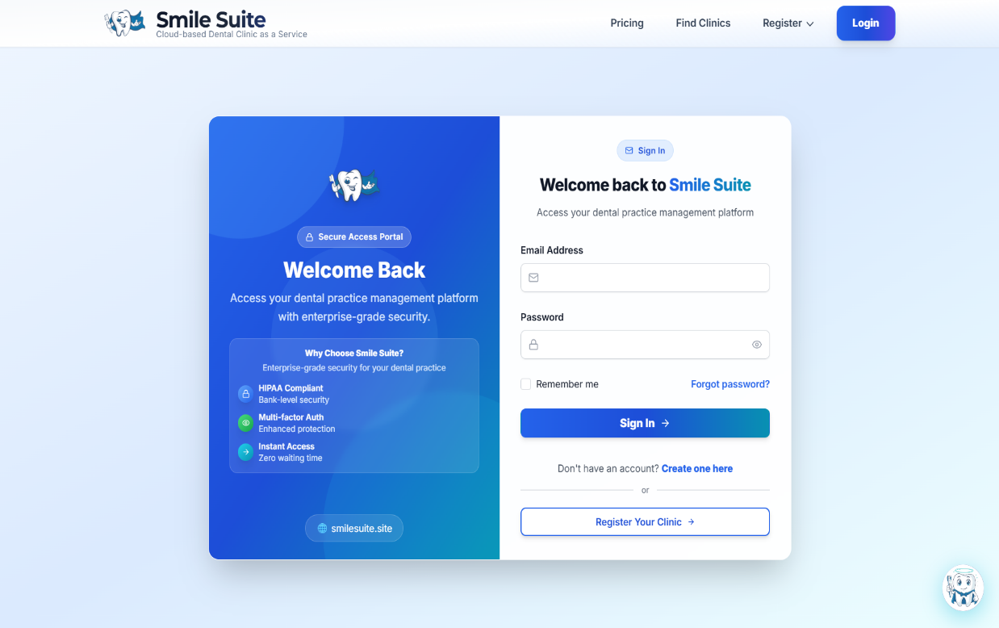 Smile Suite
Cloud-based Dental Clinic as a Service
Pricing
Find Clinics
Register
Login
Secure Access Portal
Welcome Back
Access your dental practice management platform
with enterprise-grade security.
Why Choose Smile Suite?
Enterprise-grade security for your dental practice
HIPAA Compliant
Bank-level security
Multi-factor Auth
Enhanced protection
Instant Access
Zero waiting time
smilesuite.site
Sign In
Welcome back to Smile Suite
Access your dental practice management platform
Email Address
Password
Remember me
Forgot password?
Sign In →
Don't have an account? Create one here
or
Register Your Clinic →